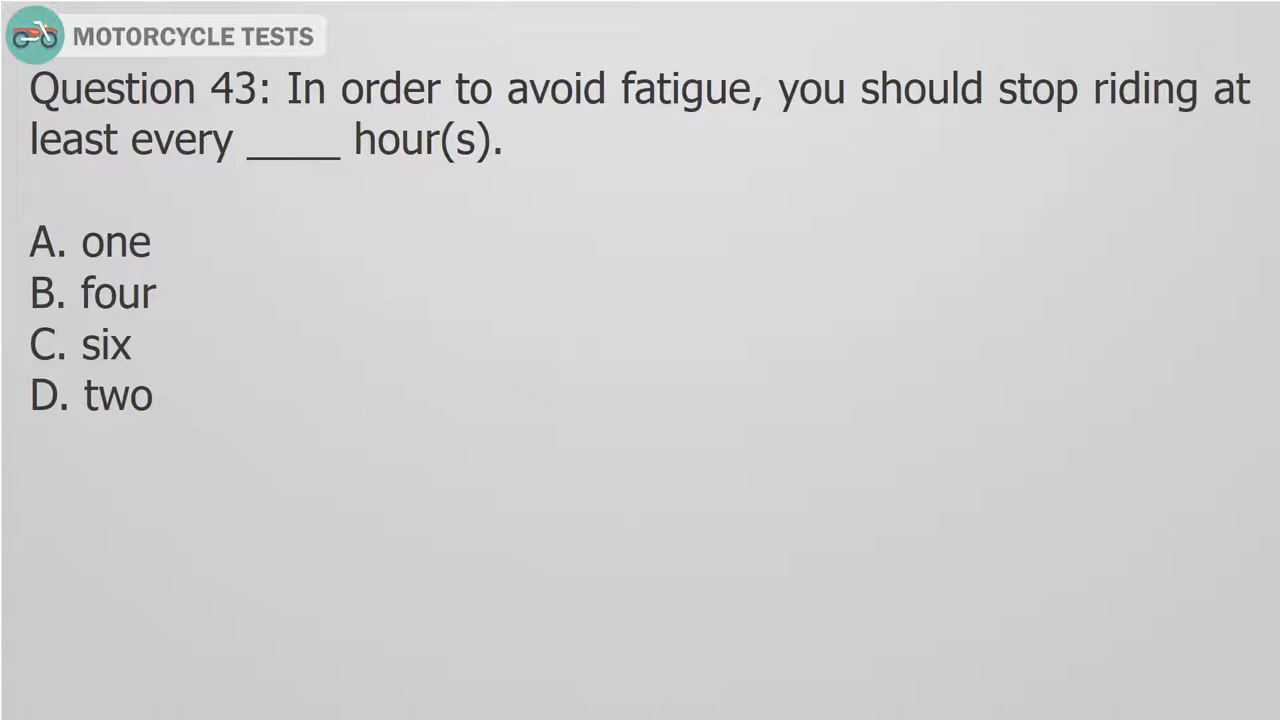 MOTORCYCLE TESTS
Question 43: In order to avoid fatigue, you should stop riding at
least every ____ hour(s).
A. one
B. four
C. six
D. two